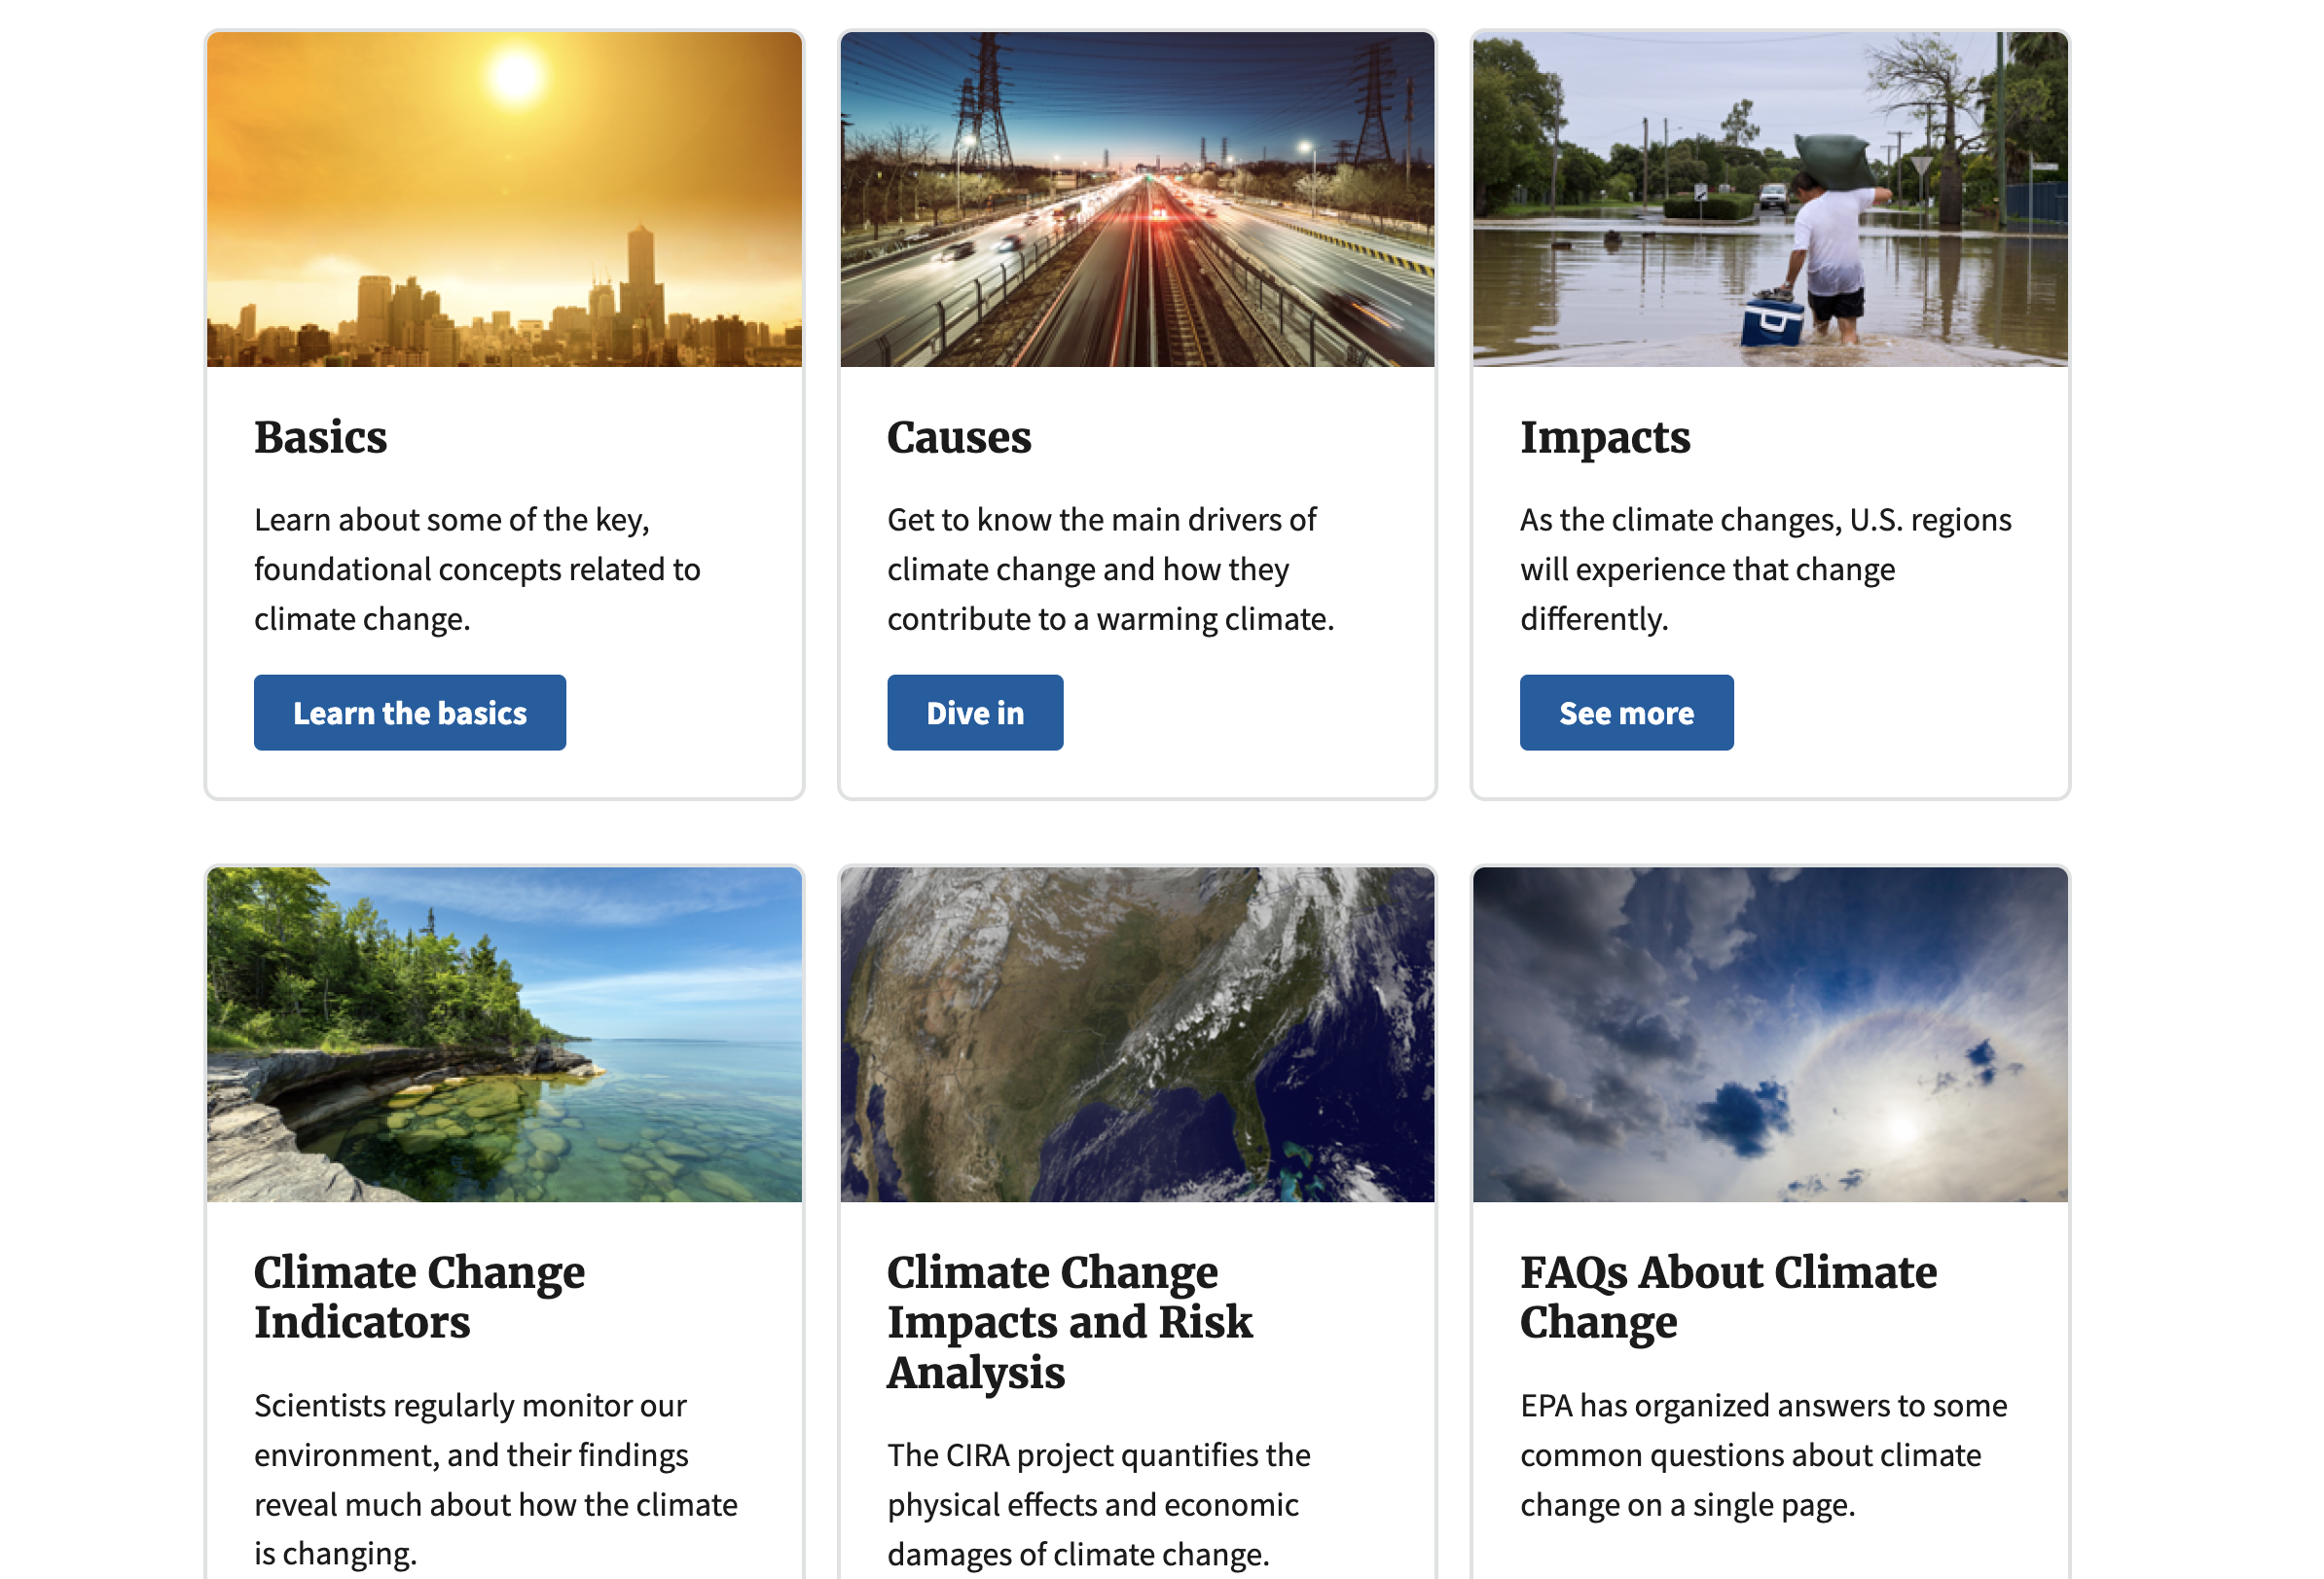 Basics
Learn about some of the key,
foundational concepts related to
climate change.
Learn the basics
Causes
Get to know the main drivers of
climate change and how they
contribute to a warming climate.
Dive in
Impacts
As the climate changes, U.S. regions
will experience that change
differently.
See more
Climate Change
Indicators
Scientists regularly monitor our
environment, and their findings
reveal much about how the climate
is changing.
Climate Change
Impacts and Risk
Analysis
The CIRA project quantifies the
physical effects and economic
damages of climate change.
FAQs About Climate
Change
EPA has organized answers to some
common questions about climate
change on a single page.